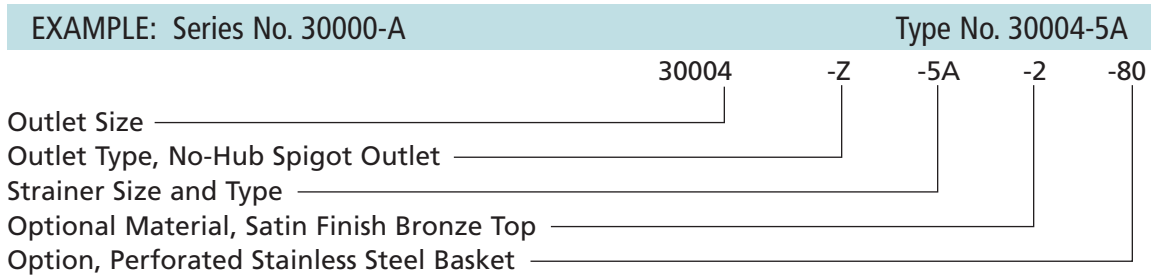 EXAMPLE: Series No. 30000-A Type No. 30004-5A
30004 -Z -5A -2 -80
Outlet Size
Outlet Type, No-Hub Spigot Outlet
Strainer Size and Type
Optional Material, Satin Finish Bronze Top
Option, Perforated Stainless Steel Basket